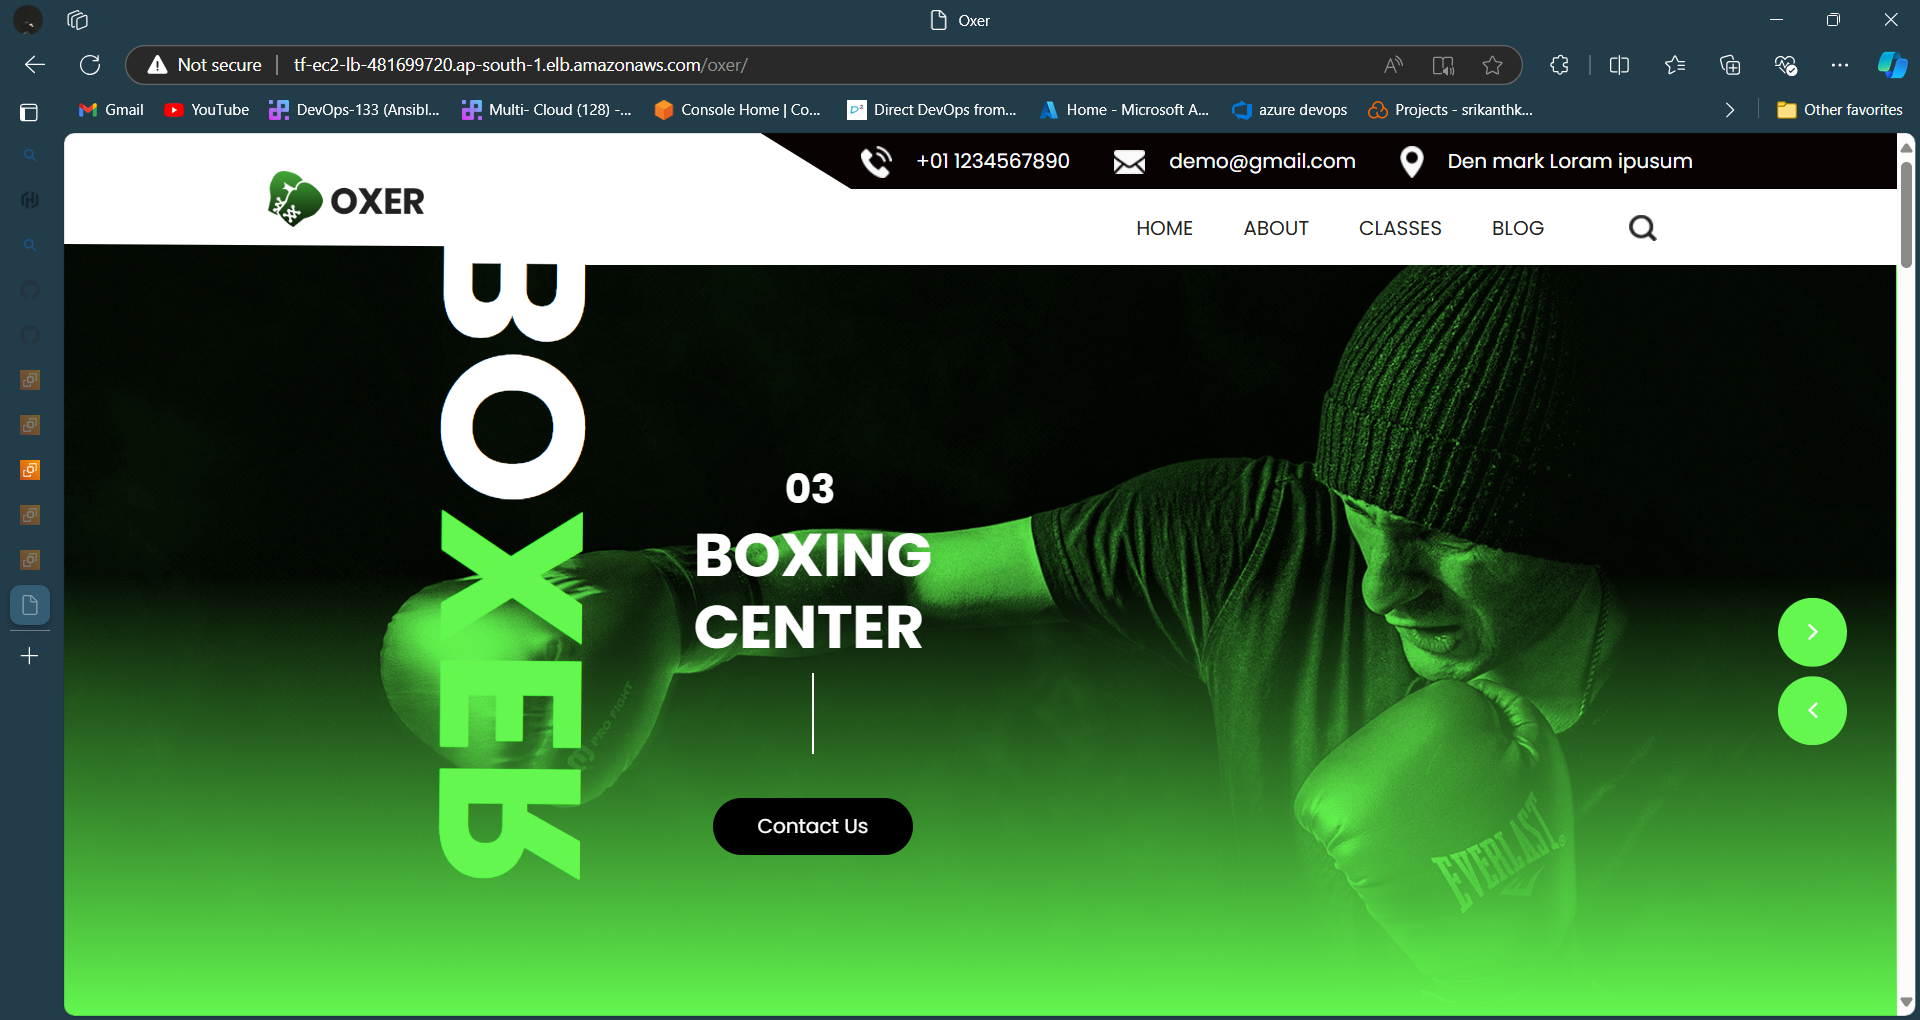 Oxer
Not secure
tf-ec2-lb-481699720.ap-south-1.elb.amazonaws.com/oxer/
Gmail
YouTube
DevOps-133 (Ansibl...
Multi- Cloud (128) -...
Console Home | Co...
Direct DevOps from...
Home - Microsoft A...
azure devops
Projects - srikanthk...
Other favorites
+01 1234567890
demo@gmail.com
Den mark Loram ipusum
OXER
HOME
ABOUT
CLASSES
BLOG
BOXER
03
BOXING
CENTER
PRO FIGHT
Contact Us
EVERLAST